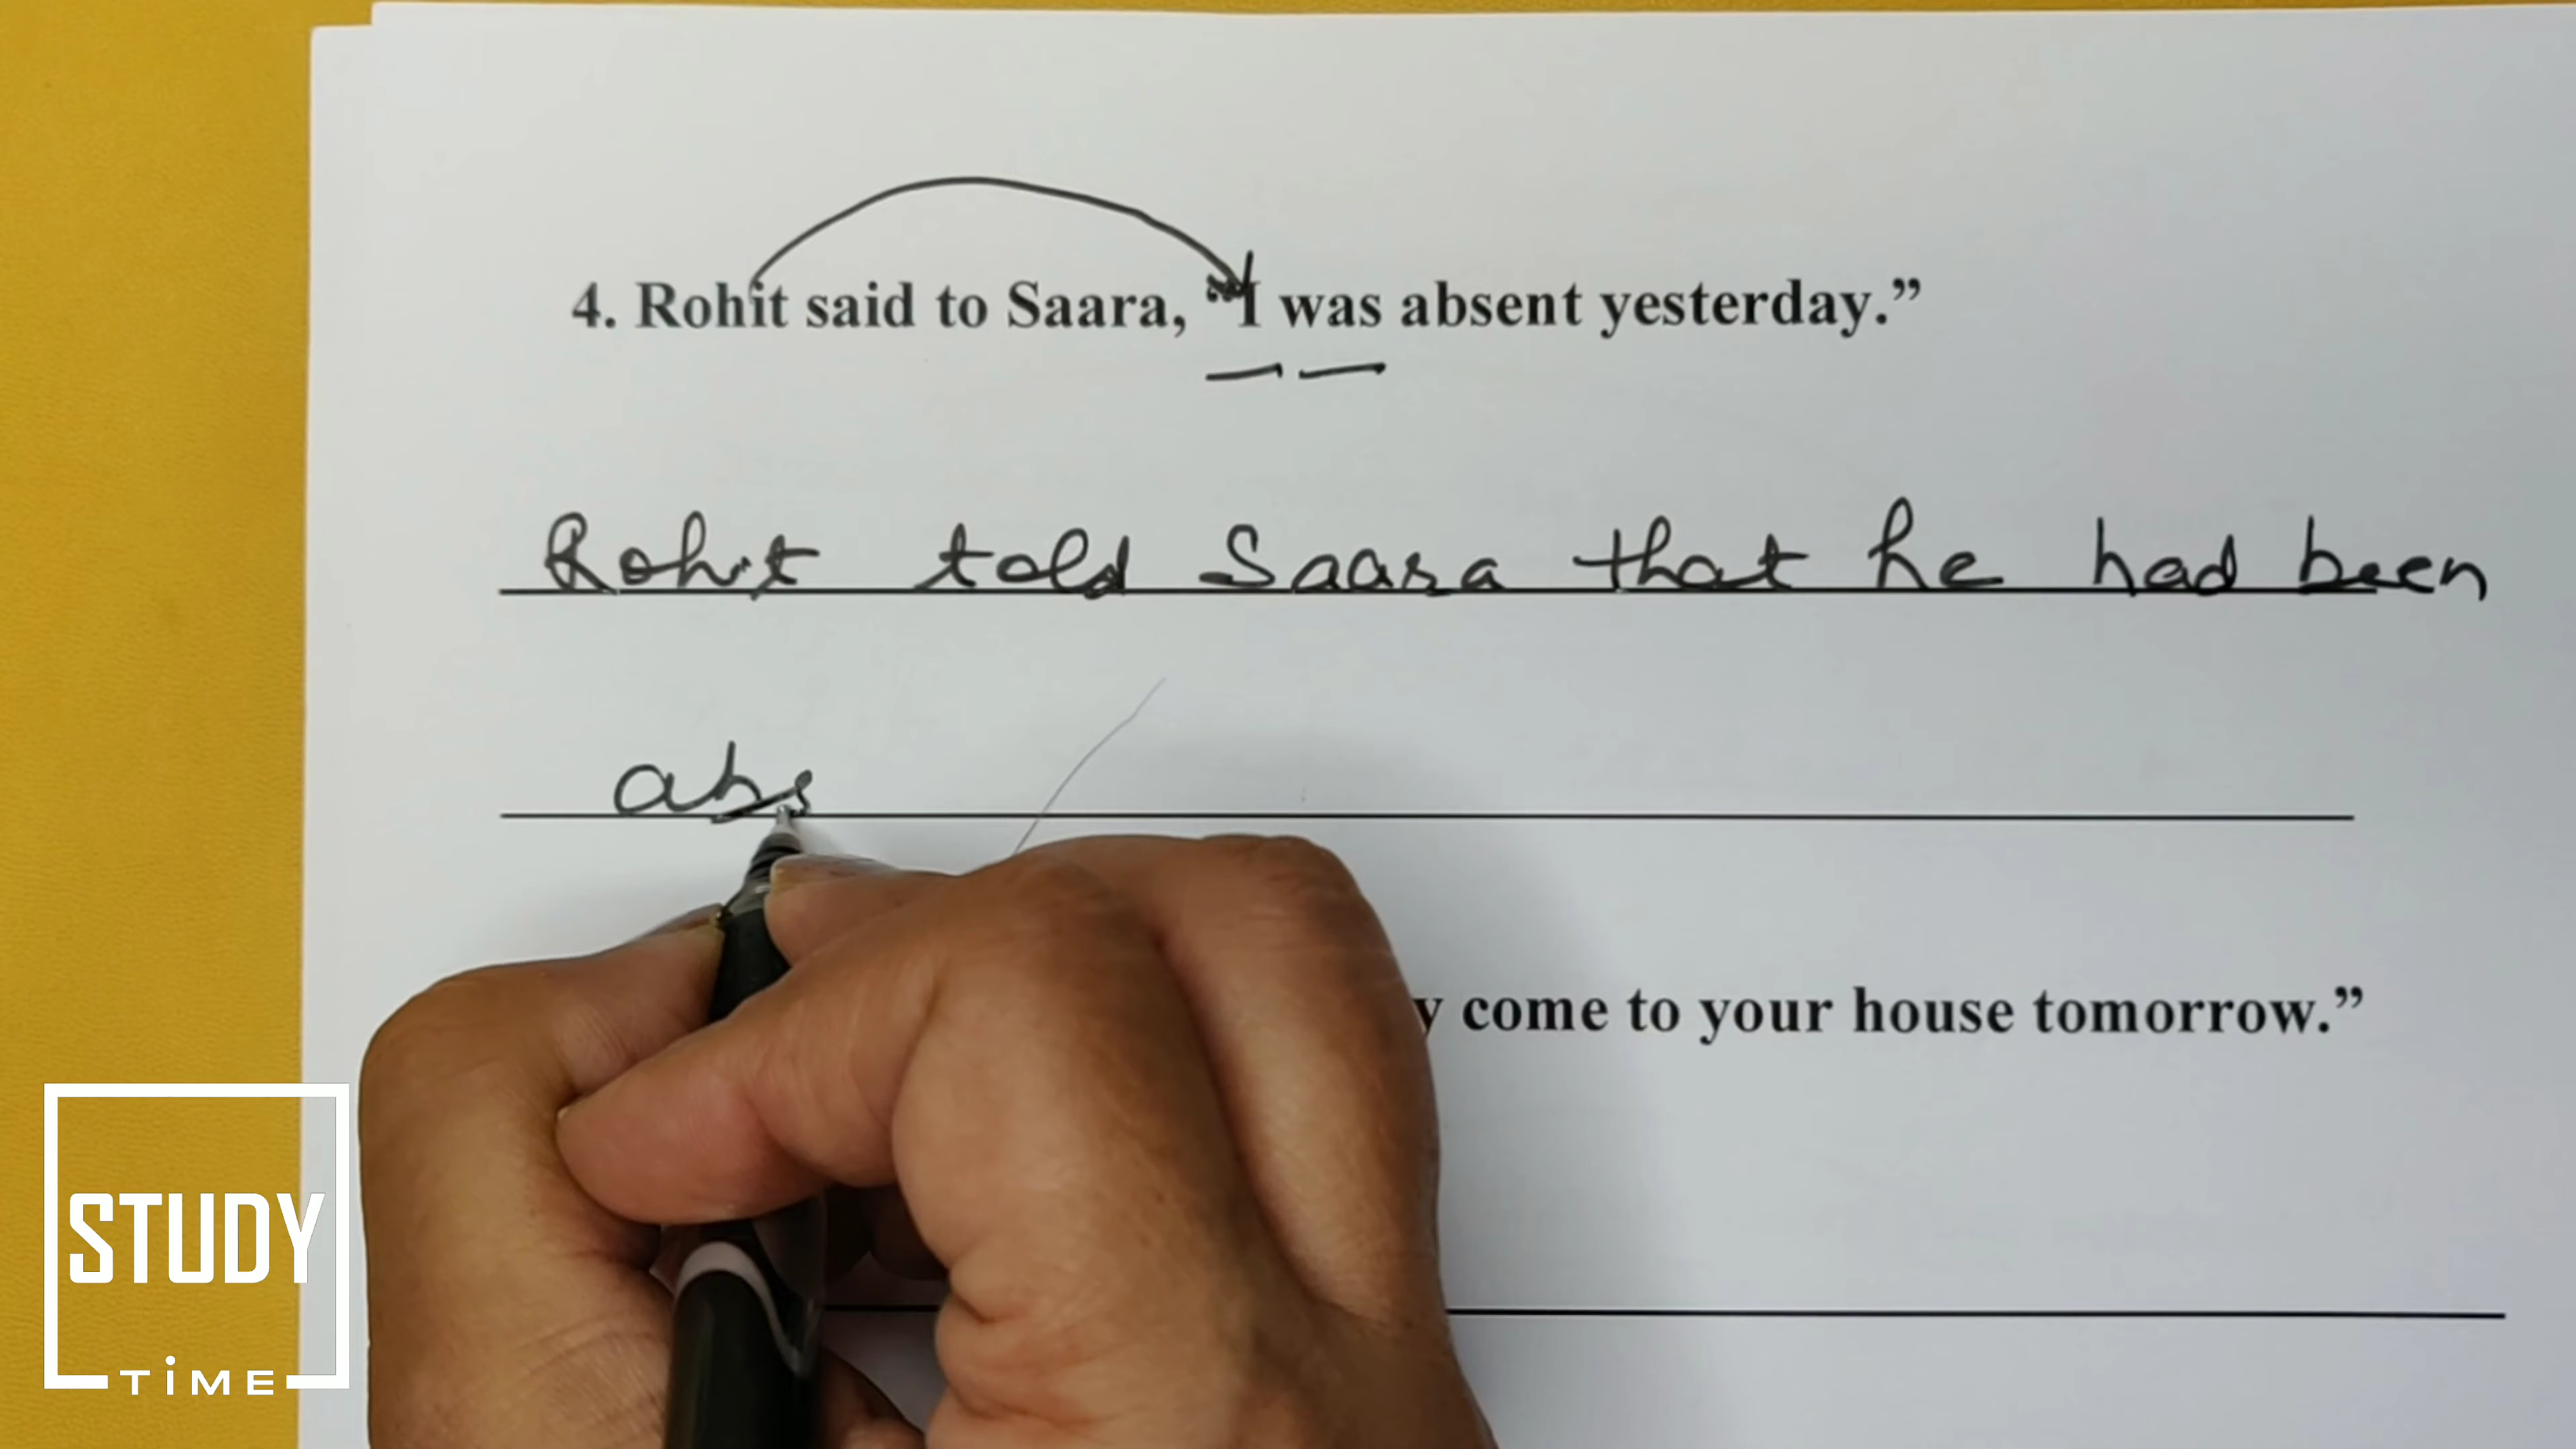 4. Rohit said to Saara, “I was absent yesterday.”
Rohit told Saara that he had been
abs
y come to your house tomorrow.”
STUDY
TiME